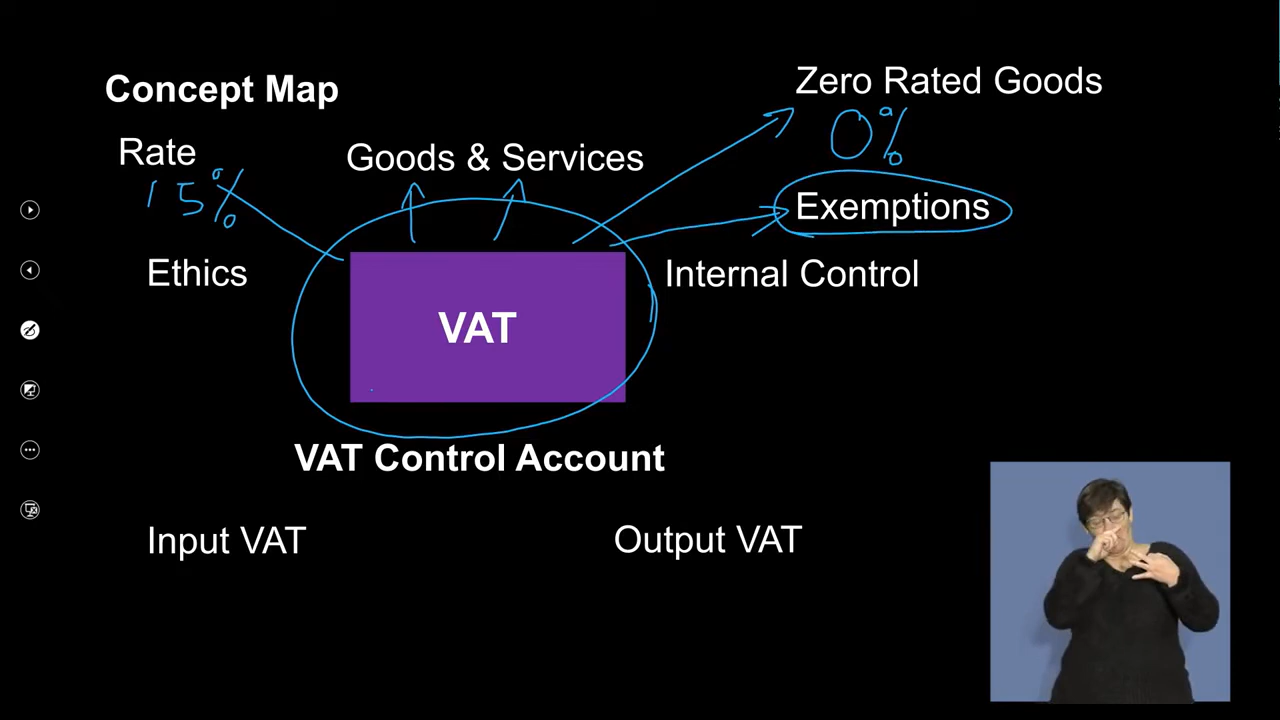 Concept Map
Zero Rated Goods
0%
Rate
15%
Goods & Services
Exemptions
Ethics
Internal Control
VAT
VAT Control Account
Input VAT
Output VAT